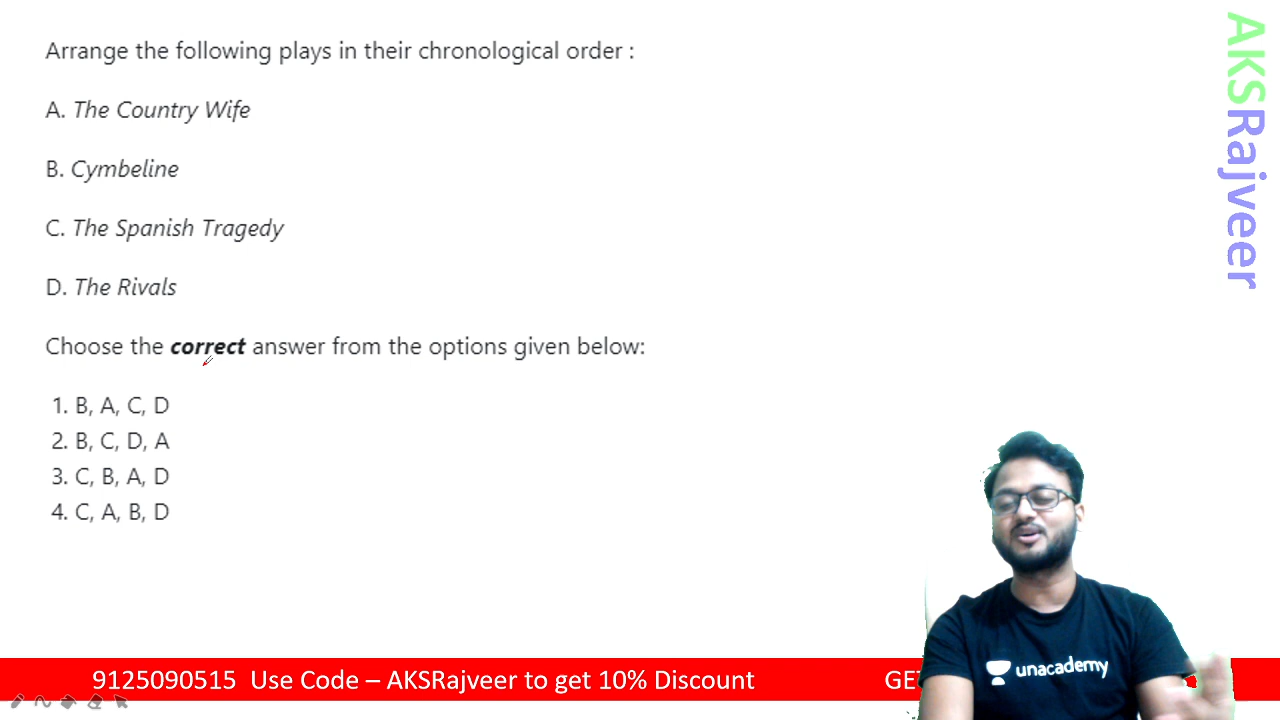 Arrange the following plays in their chronological order :
A. The Country Wife
B. Cymbeline
C. The Spanish Tragedy
D. The Rivals
Choose the correct answer from the options given below:
1. B, A, C, D
2. B, C, D, A
3. C, B, A, D
4. C, A, B, D
AKSRajveer
unacademy
9125090515 Use Code – AKSRajveer to get 10% Discount